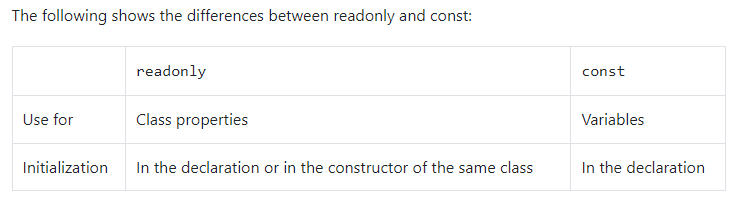 The following shows the differences between readonly and const:
readonly const
Use for Class properties Variables
Initialization In the declaration or in the constructor of the same class In the declaration